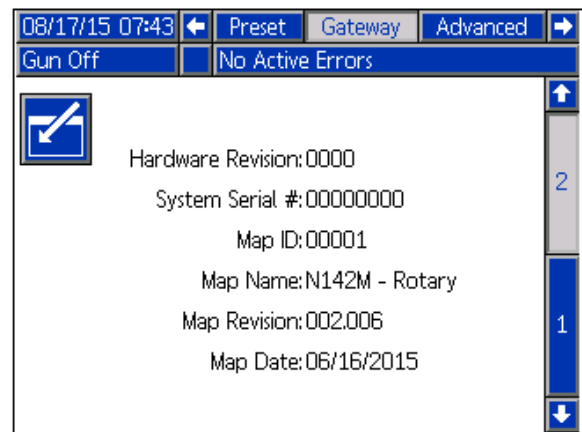 08/17/15 07:43 Preset Gateway Advanced
Gun Off No Active Errors
Hardware Revision: 0000
2
System Serial #: 00000000
Map ID: 00001
Map Name: N142M - Rotary
Map Revision: 002.006
1
Map Date: 06/16/2015